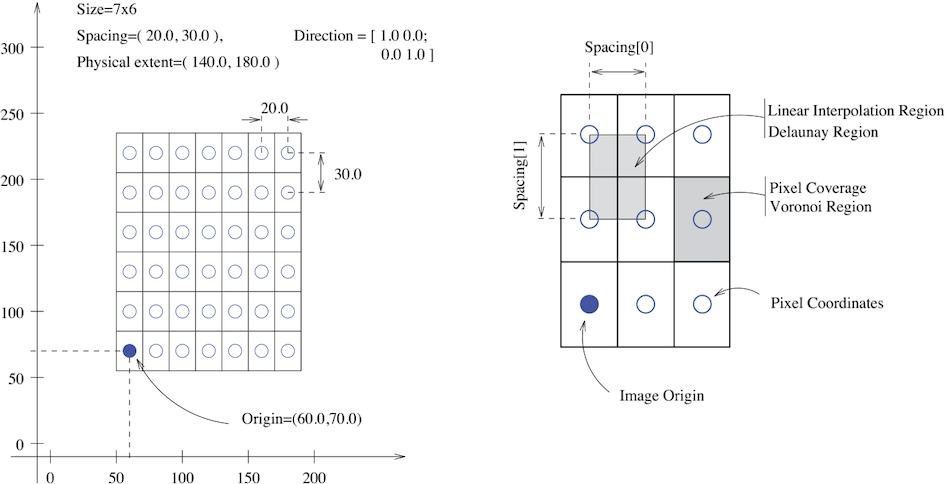 Size=7x6
Spacing=( 20.0, 30.0 ),
Direction = [ 1.0 0.0;
0.0 1.0 ]
Physical extent=( 140.0, 180.0 )
300
250
200
150
100
50
0
20.0
30.0
Origin=(60.0,70.0)
0
50
100
150
200
Spacing[0]
Spacing[1]
Linear Interpolation Region
Delaunay Region
Pixel Coverage
Voronoi Region
Pixel Coordinates
Image Origin